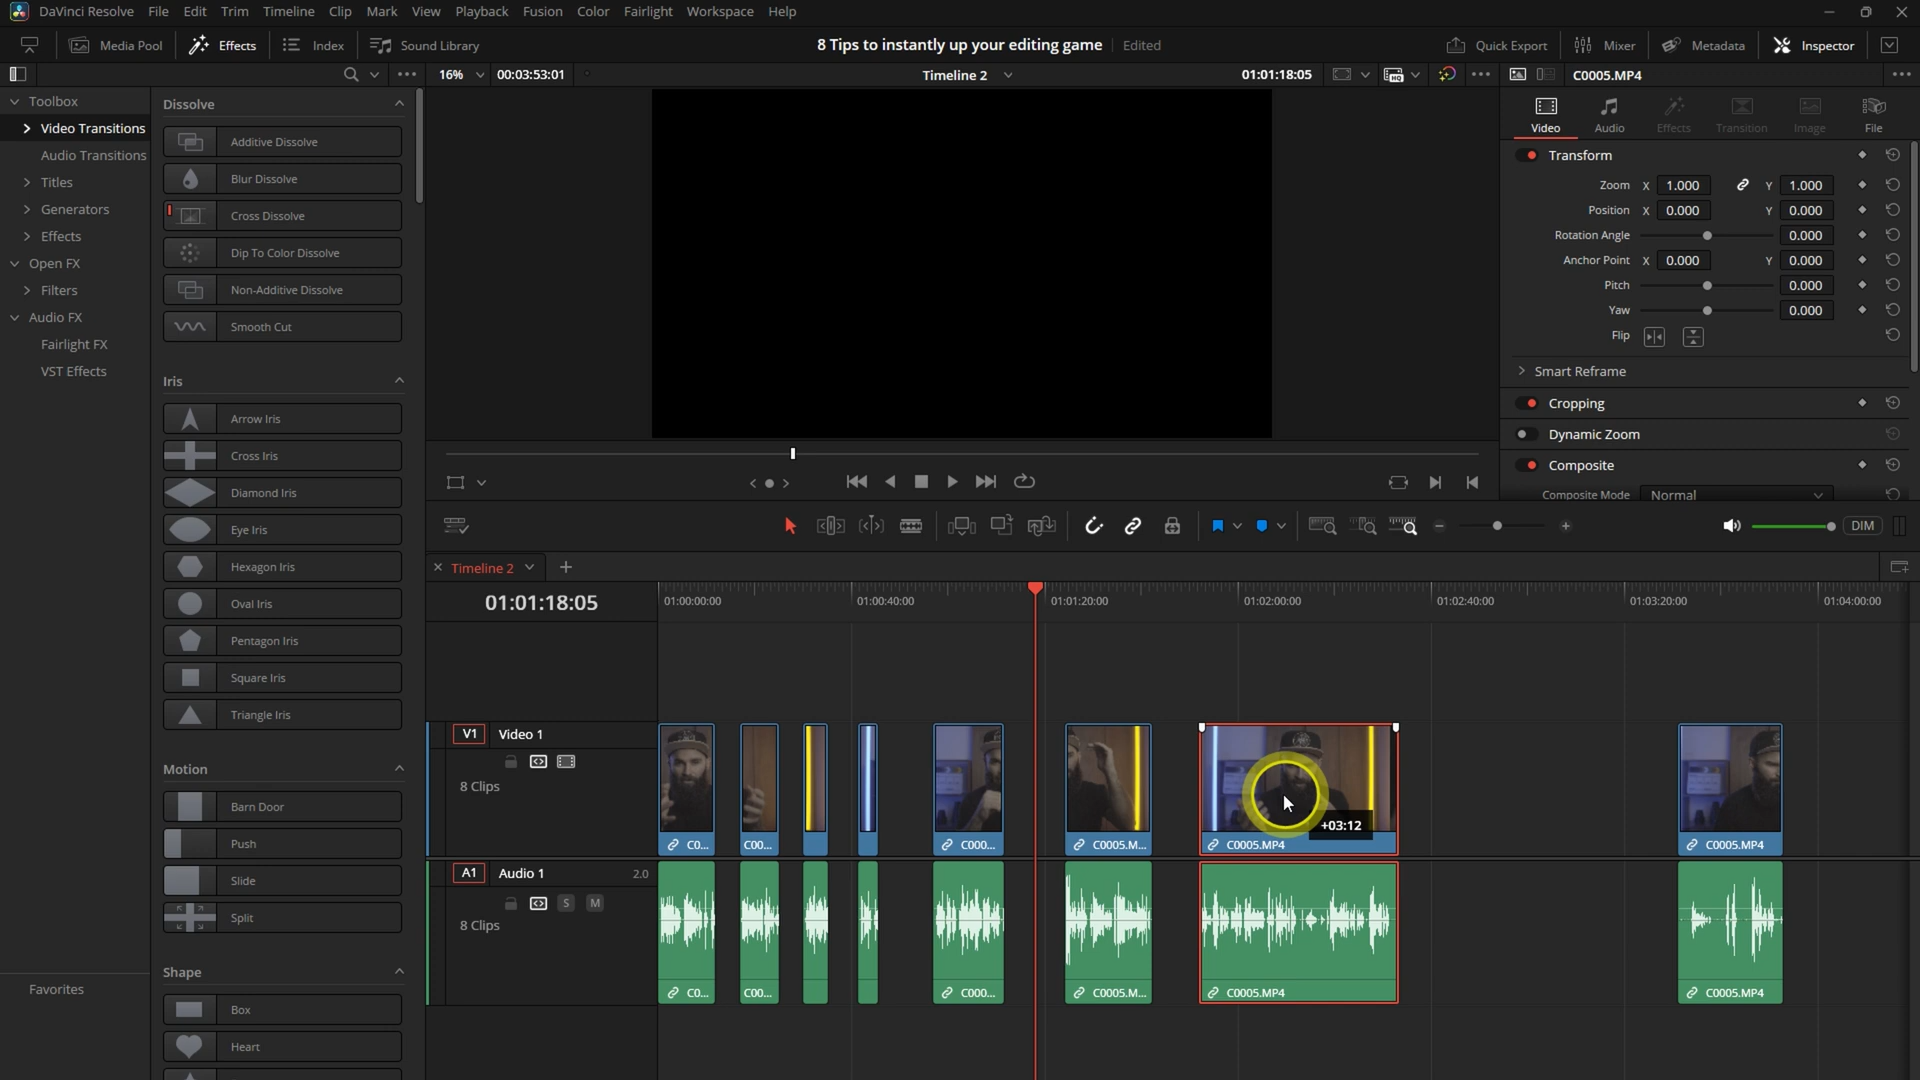 DaVinci Resolve File Edit Trim Timeline Clip Mark View Playback Fusion Color Fairlight Workspace Help
Media Pool Effects Index Sound Library 8 Tips to instantly up your editing game Edited Quick Export Mixer Metadata Inspector
16% 00:03:53:01 Timeline 2 01:01:18:05 HQ C0005.MP4
Toolbox
Video Transitions
Audio Transitions
Titles
Generators
Effects
Open FX
Filters
Audio FX
Fairlight FX
VST Effects
Favorites
Dissolve
Additive Dissolve
Blur Dissolve
Cross Dissolve
Dip To Color Dissolve
Non-Additive Dissolve
Smooth Cut
Iris
Arrow Iris
Cross Iris
Diamond Iris
Eye Iris
Hexagon Iris
Oval Iris
Pentagon Iris
Square Iris
Triangle Iris
Motion
Barn Door
Push
Slide
Split
Shape
Box
Heart
Video Audio Effects Transition Image File
Transform
Zoom X 1.000 Y 1.000
Position X 0.000 Y 0.000
Rotation Angle 0.000
Anchor Point X 0.000 Y 0.000
Pitch 0.000
Yaw 0.000
Flip
Smart Reframe
Cropping
Dynamic Zoom
Composite
Composite Mode Normal
DIM
Timeline 2
01:01:18:05 01:00:00:00 01:00:40:00 01:01:20:00 01:02:00:00 01:02:40:00 01:03:20:00 01:04:00:00
V1 Video 1
8 Clips
+03:12
C0... C00... C000... C0005.M... C0005.MP4 C0005.MP4
A1 Audio 1 2.0
S M
8 Clips
C0... C00... C000... C0005.M... C0005.MP4 C0005.MP4